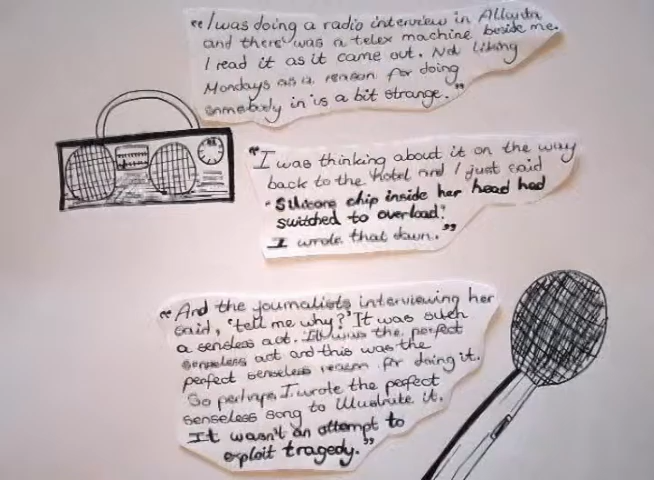 "I was doing a radio interview in Atlanta
and there was a telex machine beside me.
I read it as it came out. Not liking
Mondays as a reason for doing
somebody in is a bit strange."
"I was thinking about it on the way
back to the hotel and I just said
"Silicone chip inside her head had
switched to overload."
I wrote that down."
"And the journalists interviewing her
said, 'tell me why?' It was such
a senseless act. It was the perfect
senseless act and this was the
perfect senseless reason for doing it.
So perhaps I wrote the perfect
senseless song to illustrate it.
It wasn't an attempt to
exploit tragedy."